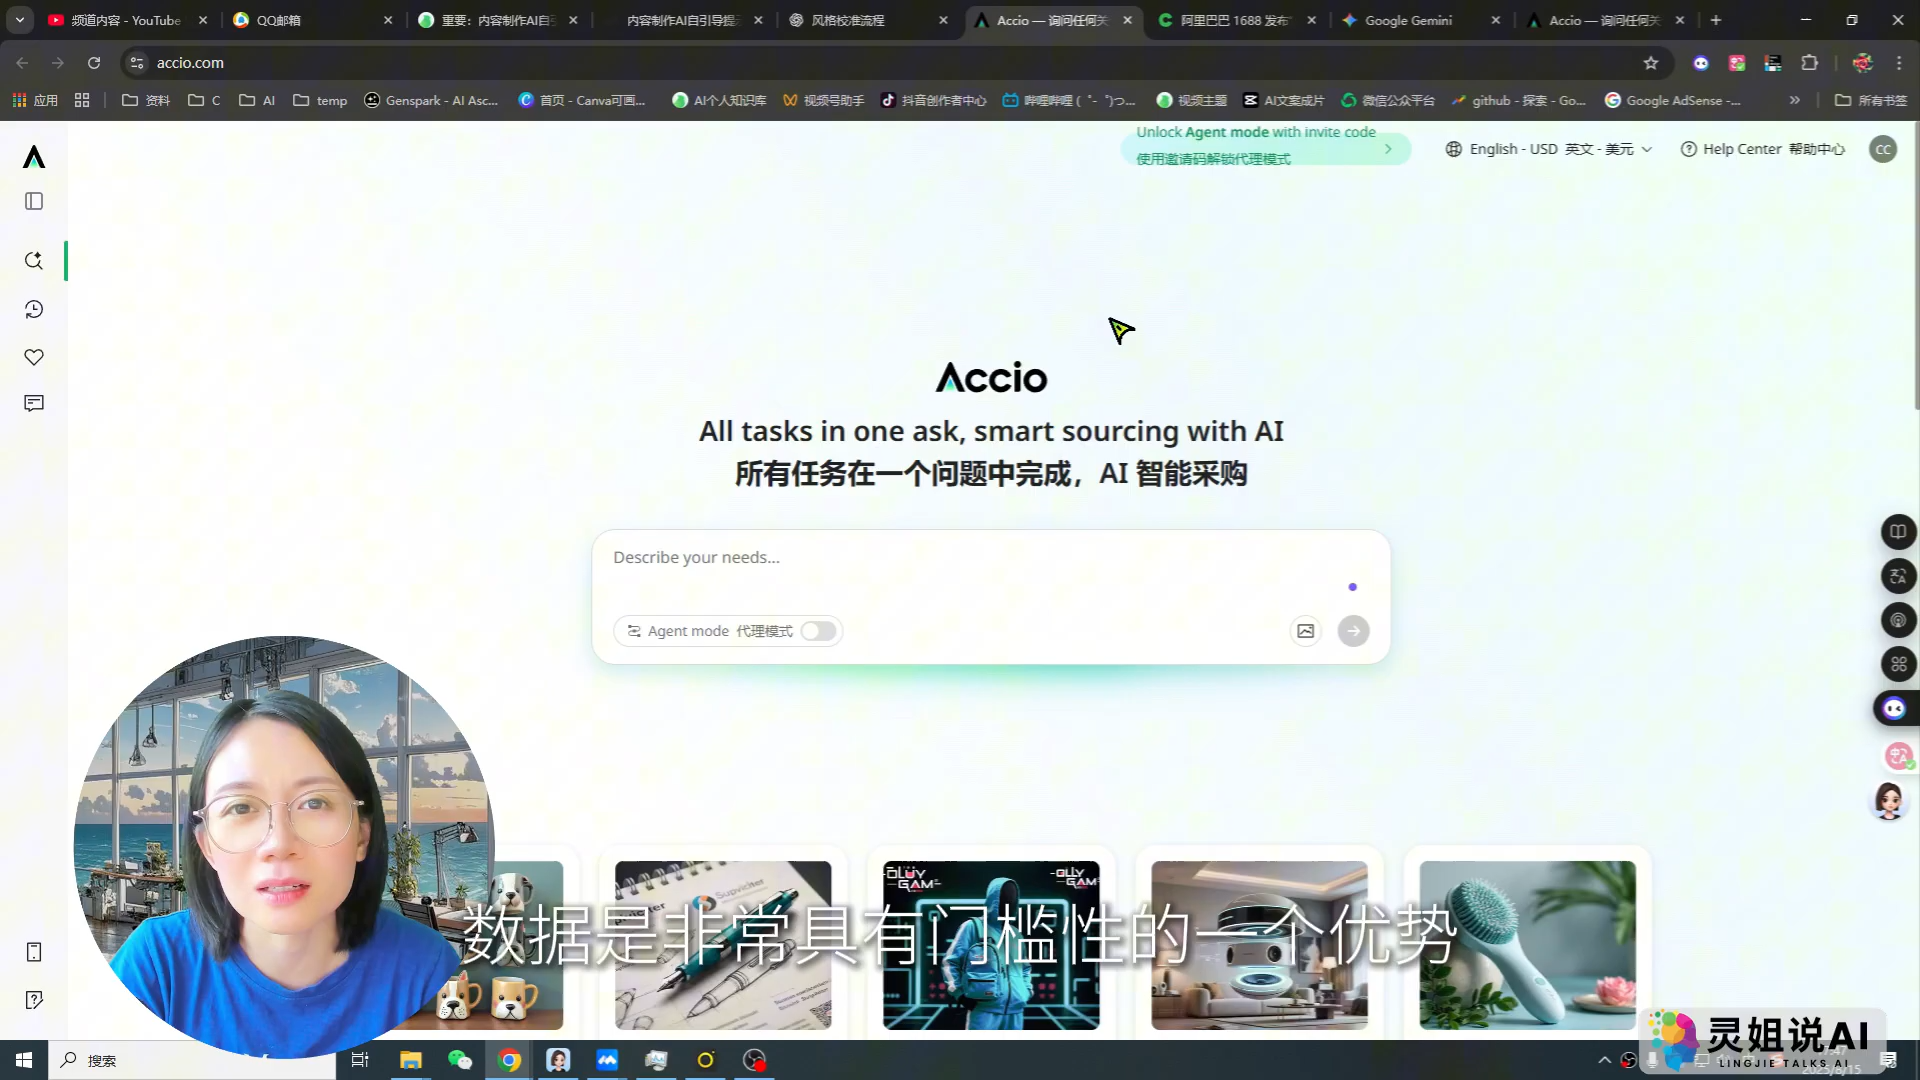 频道内容 - YouTube
QQ邮箱
重要：内容制作AI自
内容制作AI自引导提
风格校准流程
Accio — 询问任何关
阿里巴巴 1688 发布
Google Gemini
Accio — 询问任何关
accio.com
应用
资料
C
AI
temp
Genspark - AI Asc...
首页 - Canva可画...
AI个人知识库
视频号助手
抖音创作者中心
哔哩哔哩 (゜-゜)つ...
视频主题
AI文案成片
微信公众平台
github - 探索 - Go...
Google AdSense -...
所有书签
Unlock Agent mode with invite code
使用邀请码解锁代理模式
English - USD 英文 - 美元
Help Center 帮助中心
CC
Accio
All tasks in one ask, smart sourcing with AI
所有任务在一个问题中完成，AI 智能采购
Describe your needs...
Agent mode 代理模式
数据是非常具有门槛性的一个优势
灵姐说AI
LINGJIE TALKS AI
搜索
2025/8/15